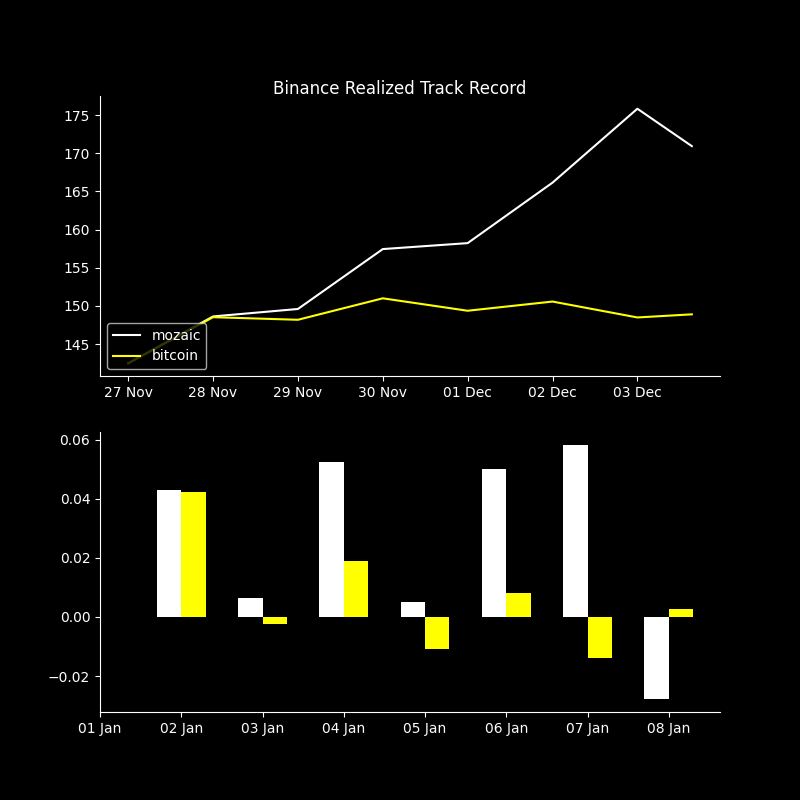 Binance Realized Track Record
175
170
165
160
155
150
145
mozaic
bitcoin
27 Nov 28 Nov 29 Nov 30 Nov 01 Dec 02 Dec 03 Dec
0.06
0.04
0.02
0.00
−0.02
01 Jan 02 Jan 03 Jan 04 Jan 05 Jan 06 Jan 07 Jan 08 Jan